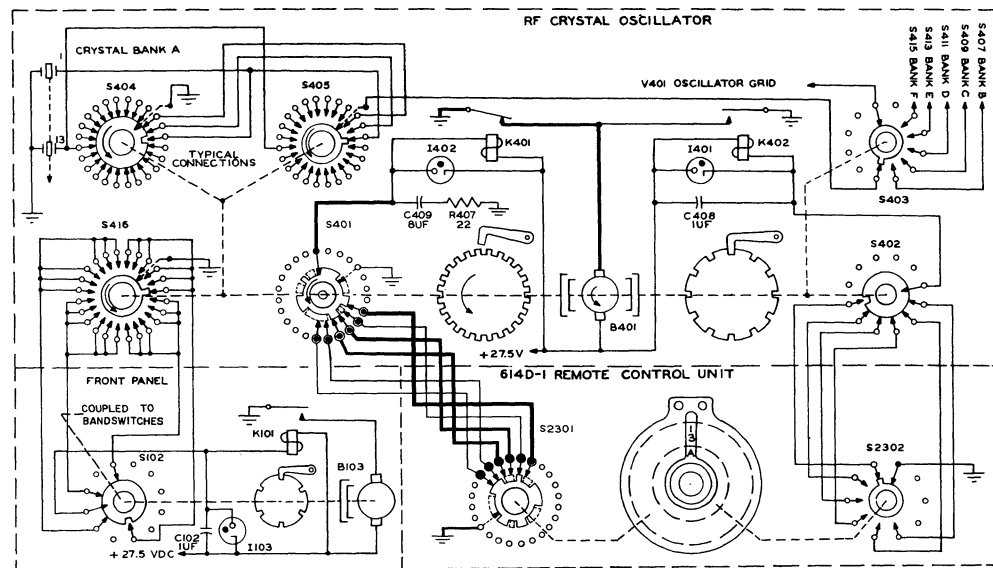 RF CRYSTAL OSCILLATOR
CRYSTAL BANK A
1
13
S404
S405
TYPICAL
CONNECTIONS
V401 OSCILLATOR GRID
S415 BANK F
S413 BANK E
S411 BANK D
S409 BANK C
S407 BANK B
K401
I402
I401
K402
S403
C409
8UF
R407
22
C408
1UF
S416
S401
S402
B401
+27.5V
FRONT PANEL
614D-1 REMOTE CONTROL UNIT
COUPLED TO
BANDSWITCHES
K101
S102
B103
S2301
13
S2302
C102
1UF
I103
+27.5 VDC